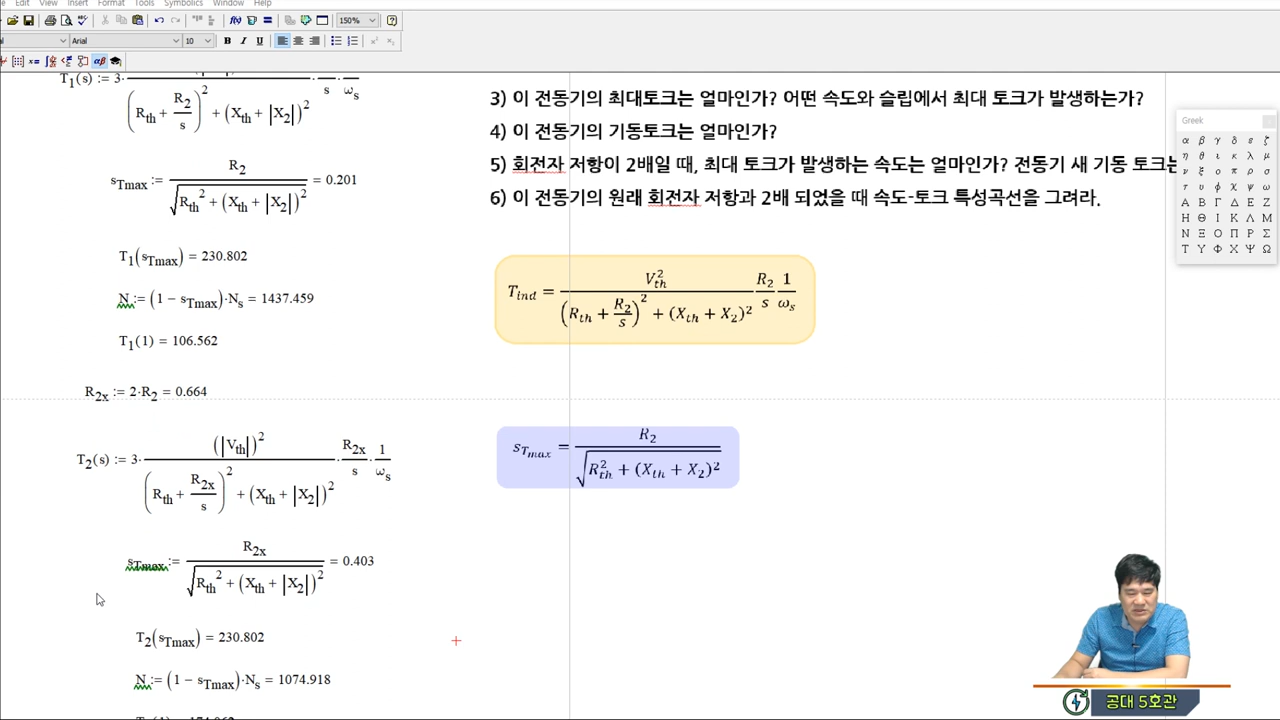 Edit View Insert Format Tools Symbolics Window Help
150%
Arial 10 B I U
T₁(s) := 3· · /s · /ωs
(Rth + R2/s)² + (Xth + |X2|)²
sTmax := R2 / √(Rth² + (Xth + |X2|)²) = 0.201
T₁(sTmax) = 230.802
N := (1 − sTmax)·Ns = 1437.459
T₁(1) = 106.562
R2x := 2·R2 = 0.664
T₂(s) := 3· (|Vth|)² / ((Rth + R2x/s)² + (Xth + |X2|)²) · R2x/s · 1/ωs
sTmax := R2x / √(Rth² + (Xth + |X2|)²) = 0.403
T₂(sTmax) = 230.802
N := (1 − sTmax)·Ns = 1074.918
3) 이 전동기의 최대토크는 얼마인가? 어떤 속도와 슬립에서 최대 토크가 발생하는가?
4) 이 전동기의 기동토크는 얼마인가?
5) 회전자 저항이 2배일 때, 최대 토크가 발생하는 속도는 얼마인가? 전동기 새 기동 토크는
6) 이 전동기의 원래 회전자 저항과 2배 되었을 때 속도-토크 특성곡선을 그려라.
Tind = Vth² / ((Rth + R2/s)² + (Xth + X2)²) R2/s 1/ωs
sTmax = R2 / √(Rth² + (Xth + X2)²)
Greek
α β γ δ ε ζ
η θ ι κ λ μ
ν ξ ο π ρ σ
τ υ φ χ ψ ω
Α Β Γ Δ Ε Ζ
Η Θ Ι Κ Λ Μ
Ν Ξ Ο Π Ρ Σ
Τ Υ Φ Χ Ψ Ω
공대 5호관